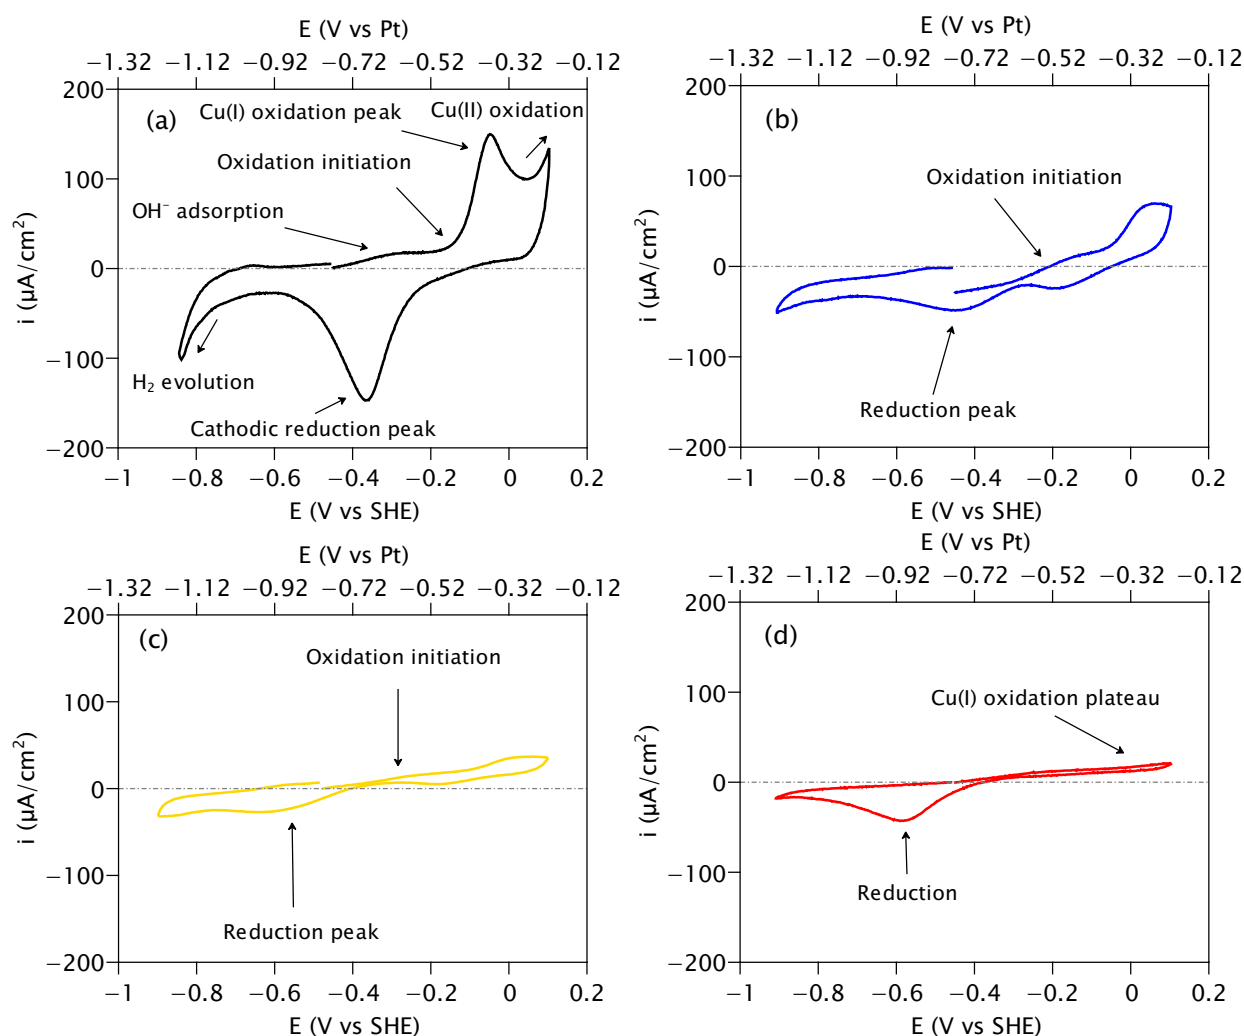 E (V vs Pt)
−1.32 −1.12 −0.92 −0.72 −0.52 −0.32 −0.12
200
100
0
−100
−200
i (µA/cm²)
(a)
Cu(I) oxidation peak
Cu(II) oxidation
Oxidation initiation
OH⁻ adsorption
H₂ evolution
Cathodic reduction peak
−1 −0.8 −0.6 −0.4 −0.2 0 0.2
E (V vs SHE)
E (V vs Pt)
−1.32 −1.12 −0.92 −0.72 −0.52 −0.32 −0.12
200
100
0
−100
−200
i (µA/cm²)
(b)
Oxidation initiation
Reduction peak
−1 −0.8 −0.6 −0.4 −0.2 0 0.2
E (V vs SHE)
E (V vs Pt)
−1.32 −1.12 −0.92 −0.72 −0.52 −0.32 −0.12
200
100
0
−100
−200
i (µA/cm²)
(c)
Oxidation initiation
Reduction peak
−1 −0.8 −0.6 −0.4 −0.2 0 0.2
E (V vs SHE)
E (V vs Pt)
−1.32 −1.12 −0.92 −0.72 −0.52 −0.32 −0.12
200
100
0
−100
−200
i (µA/cm²)
(d)
Cu(I) oxidation plateau
Reduction
−1 −0.8 −0.6 −0.4 −0.2 0 0.2
E (V vs SHE)